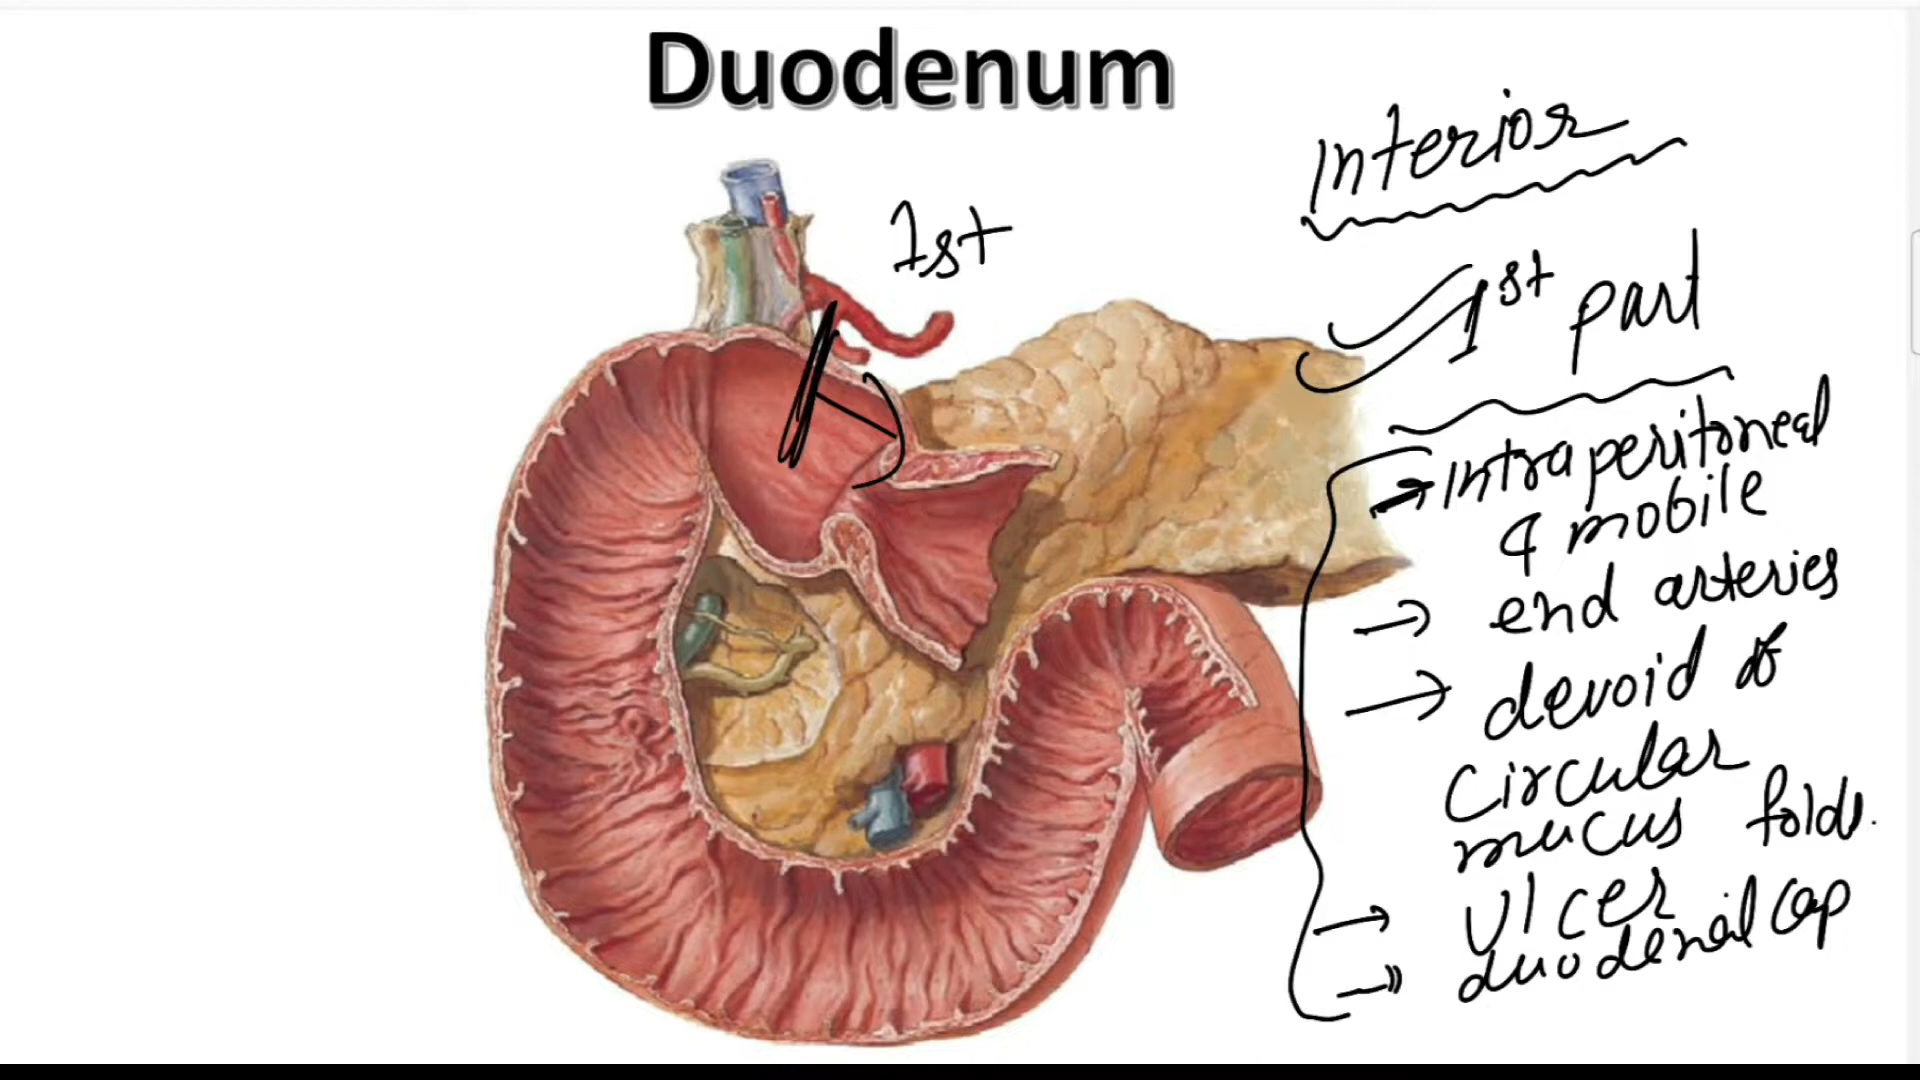 Duodenum
Interior
1st
1st part
→ Intraperitoneal
& mobile
→ end arteries
→ devoid of
circular
mucus folds.
→ Ulcer
→ duodenal cap